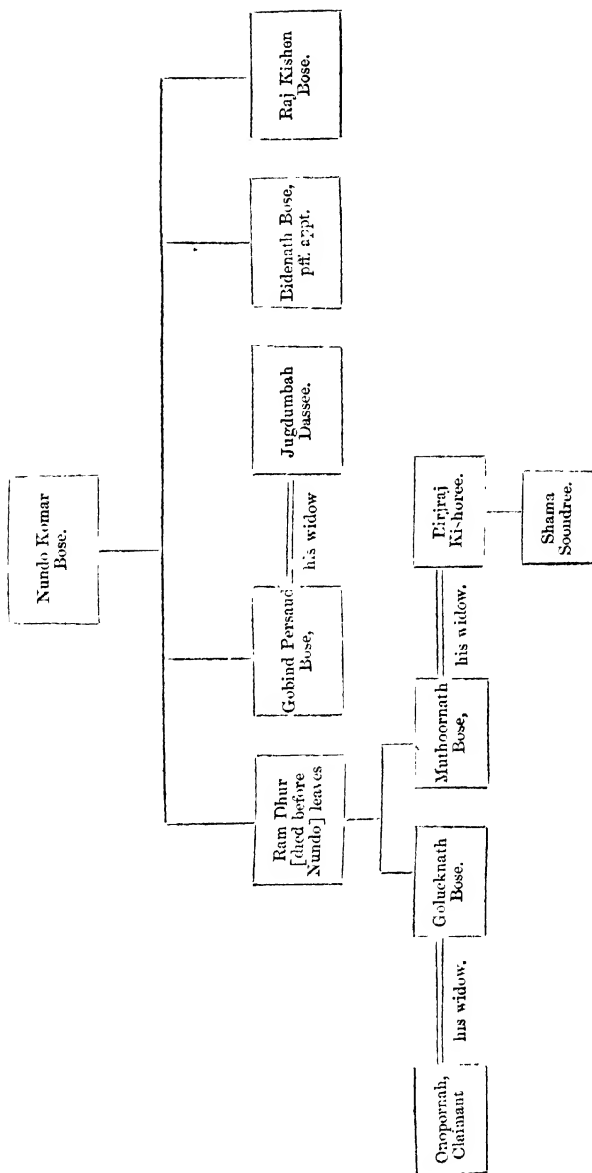 Nundo Komar
Bose.
Ram Dhur
[died before
Nundo] leaves
Gobind Persaud
Bose,
his widow
Jugdumbah
Dassee.
Bidenath Bose,
pff. appt.
Raj Kishen
Bose.
Onopornah,
Claimant
his widow.
Golucknath
Bose.
Muthoornath
Bose,
his widow.
Birjraj
Kishoree.
Shama
Soondree.